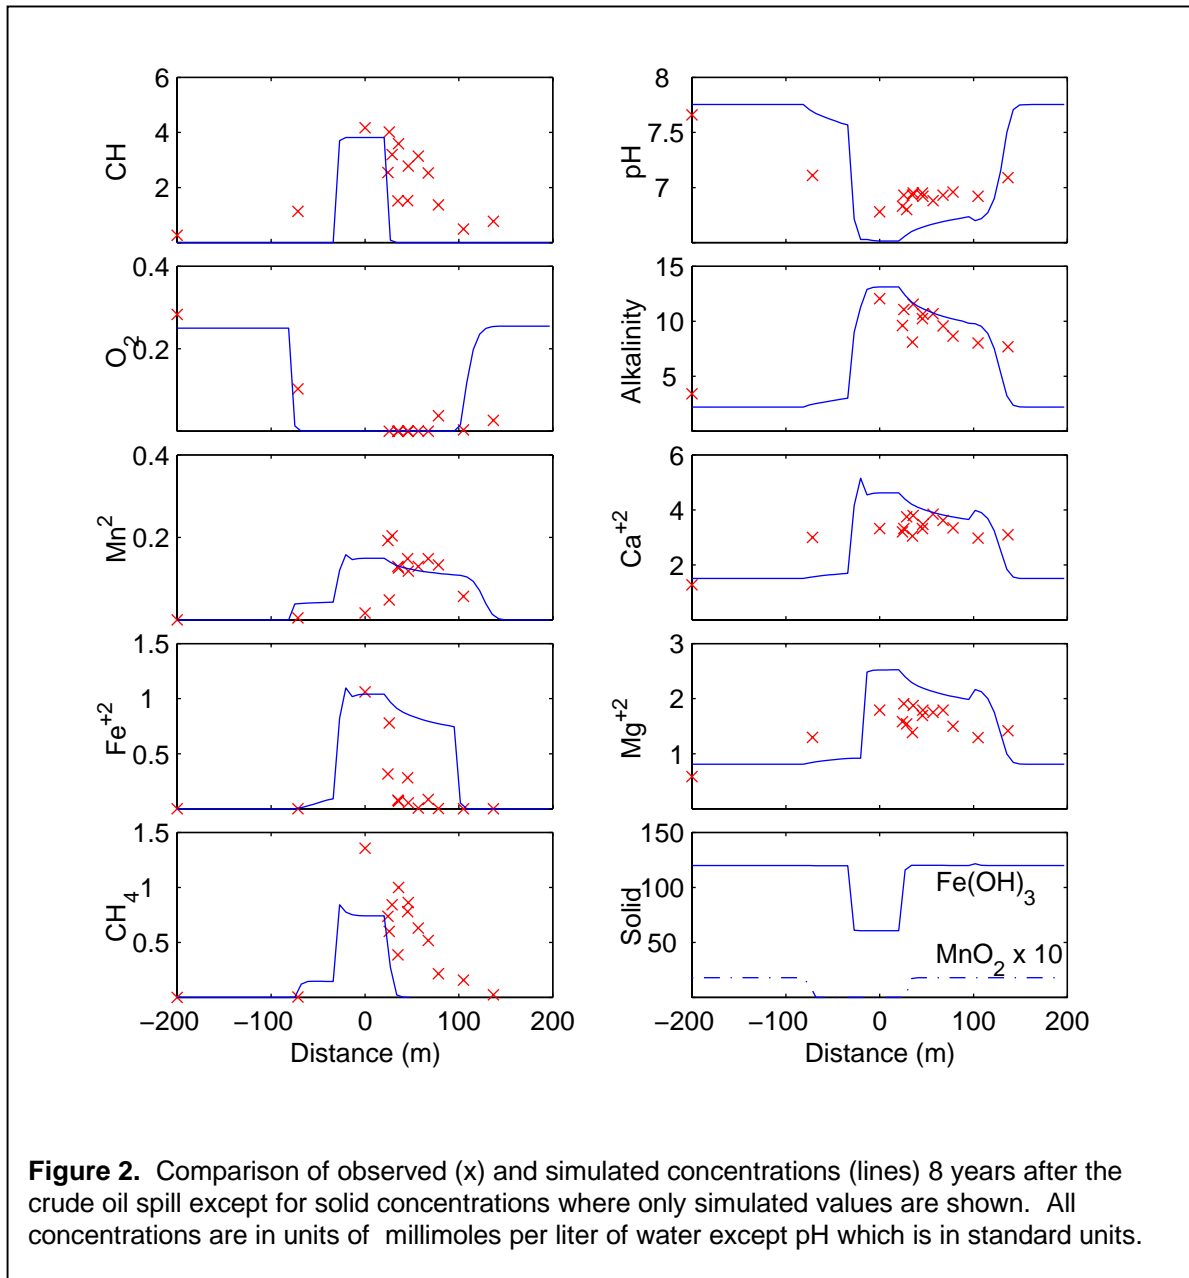 6
4
2
CH
0.4
0.2
O2
0.4
0.2
Mn2
1.5
1
0.5
Fe+2
1.5
1
0.5
CH4
−200 −100 0 100 200
Distance (m)
8
7.5
7
pH
15
10
5
Alkalinity
6
4
2
Ca+2
3
2
1
Mg+2
150
100
50
Solid
Fe(OH)3
MnO2 x 10
−200 −100 0 100 200
Distance (m)
Figure 2. Comparison of observed (x) and simulated concentrations (lines) 8 years after the
crude oil spill except for solid concentrations where only simulated values are shown. All
concentrations are in units of millimoles per liter of water except pH which is in standard units.